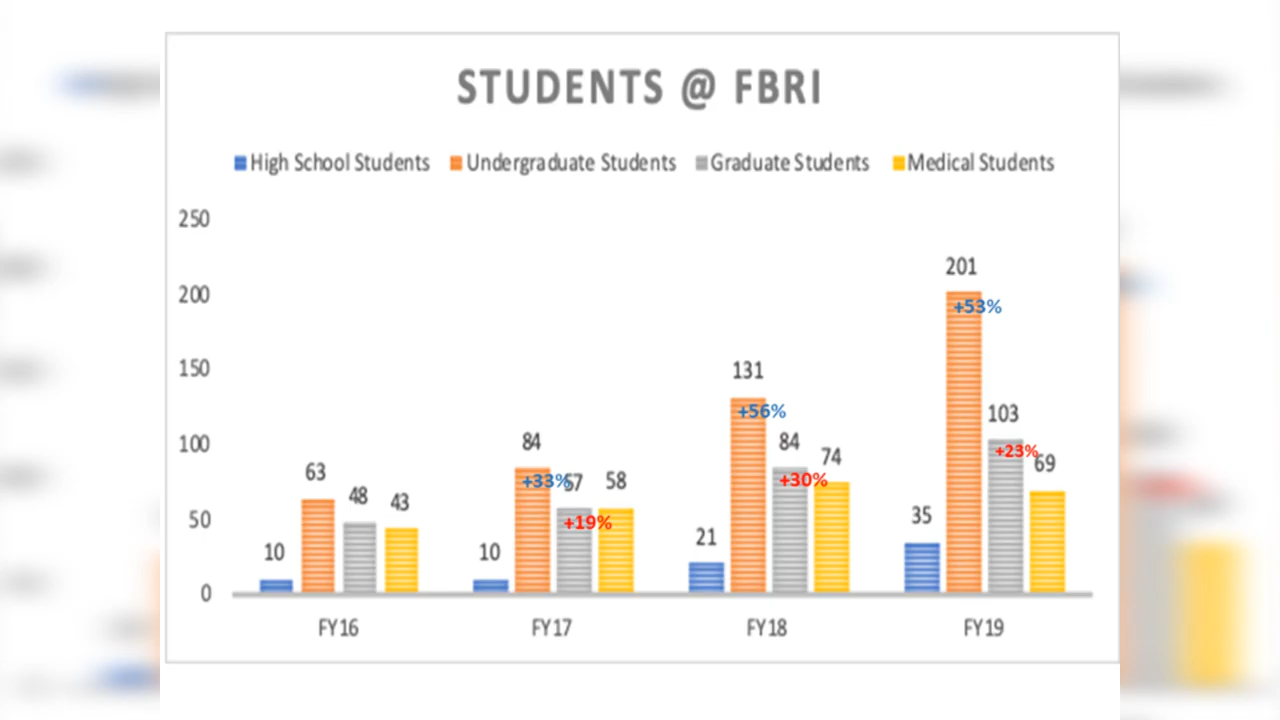 STUDENTS @ FBRI
High School Students Undergraduate Students Graduate Students Medical Students
250
200
150
100
50
0
10 63 48 43
10 84 +33% 57 +19% 58
21 131 +56% 84 +30% 74
35 201 +53% 103 +23% 69
FY16 FY17 FY18 FY19